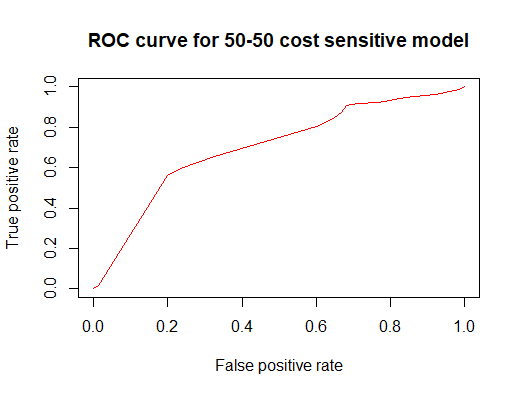 ROC curve for 50-50 cost sensitive model
True positive rate
1.0
0.8
0.6
0.4
0.2
0.0
0.0 0.2 0.4 0.6 0.8 1.0
False positive rate